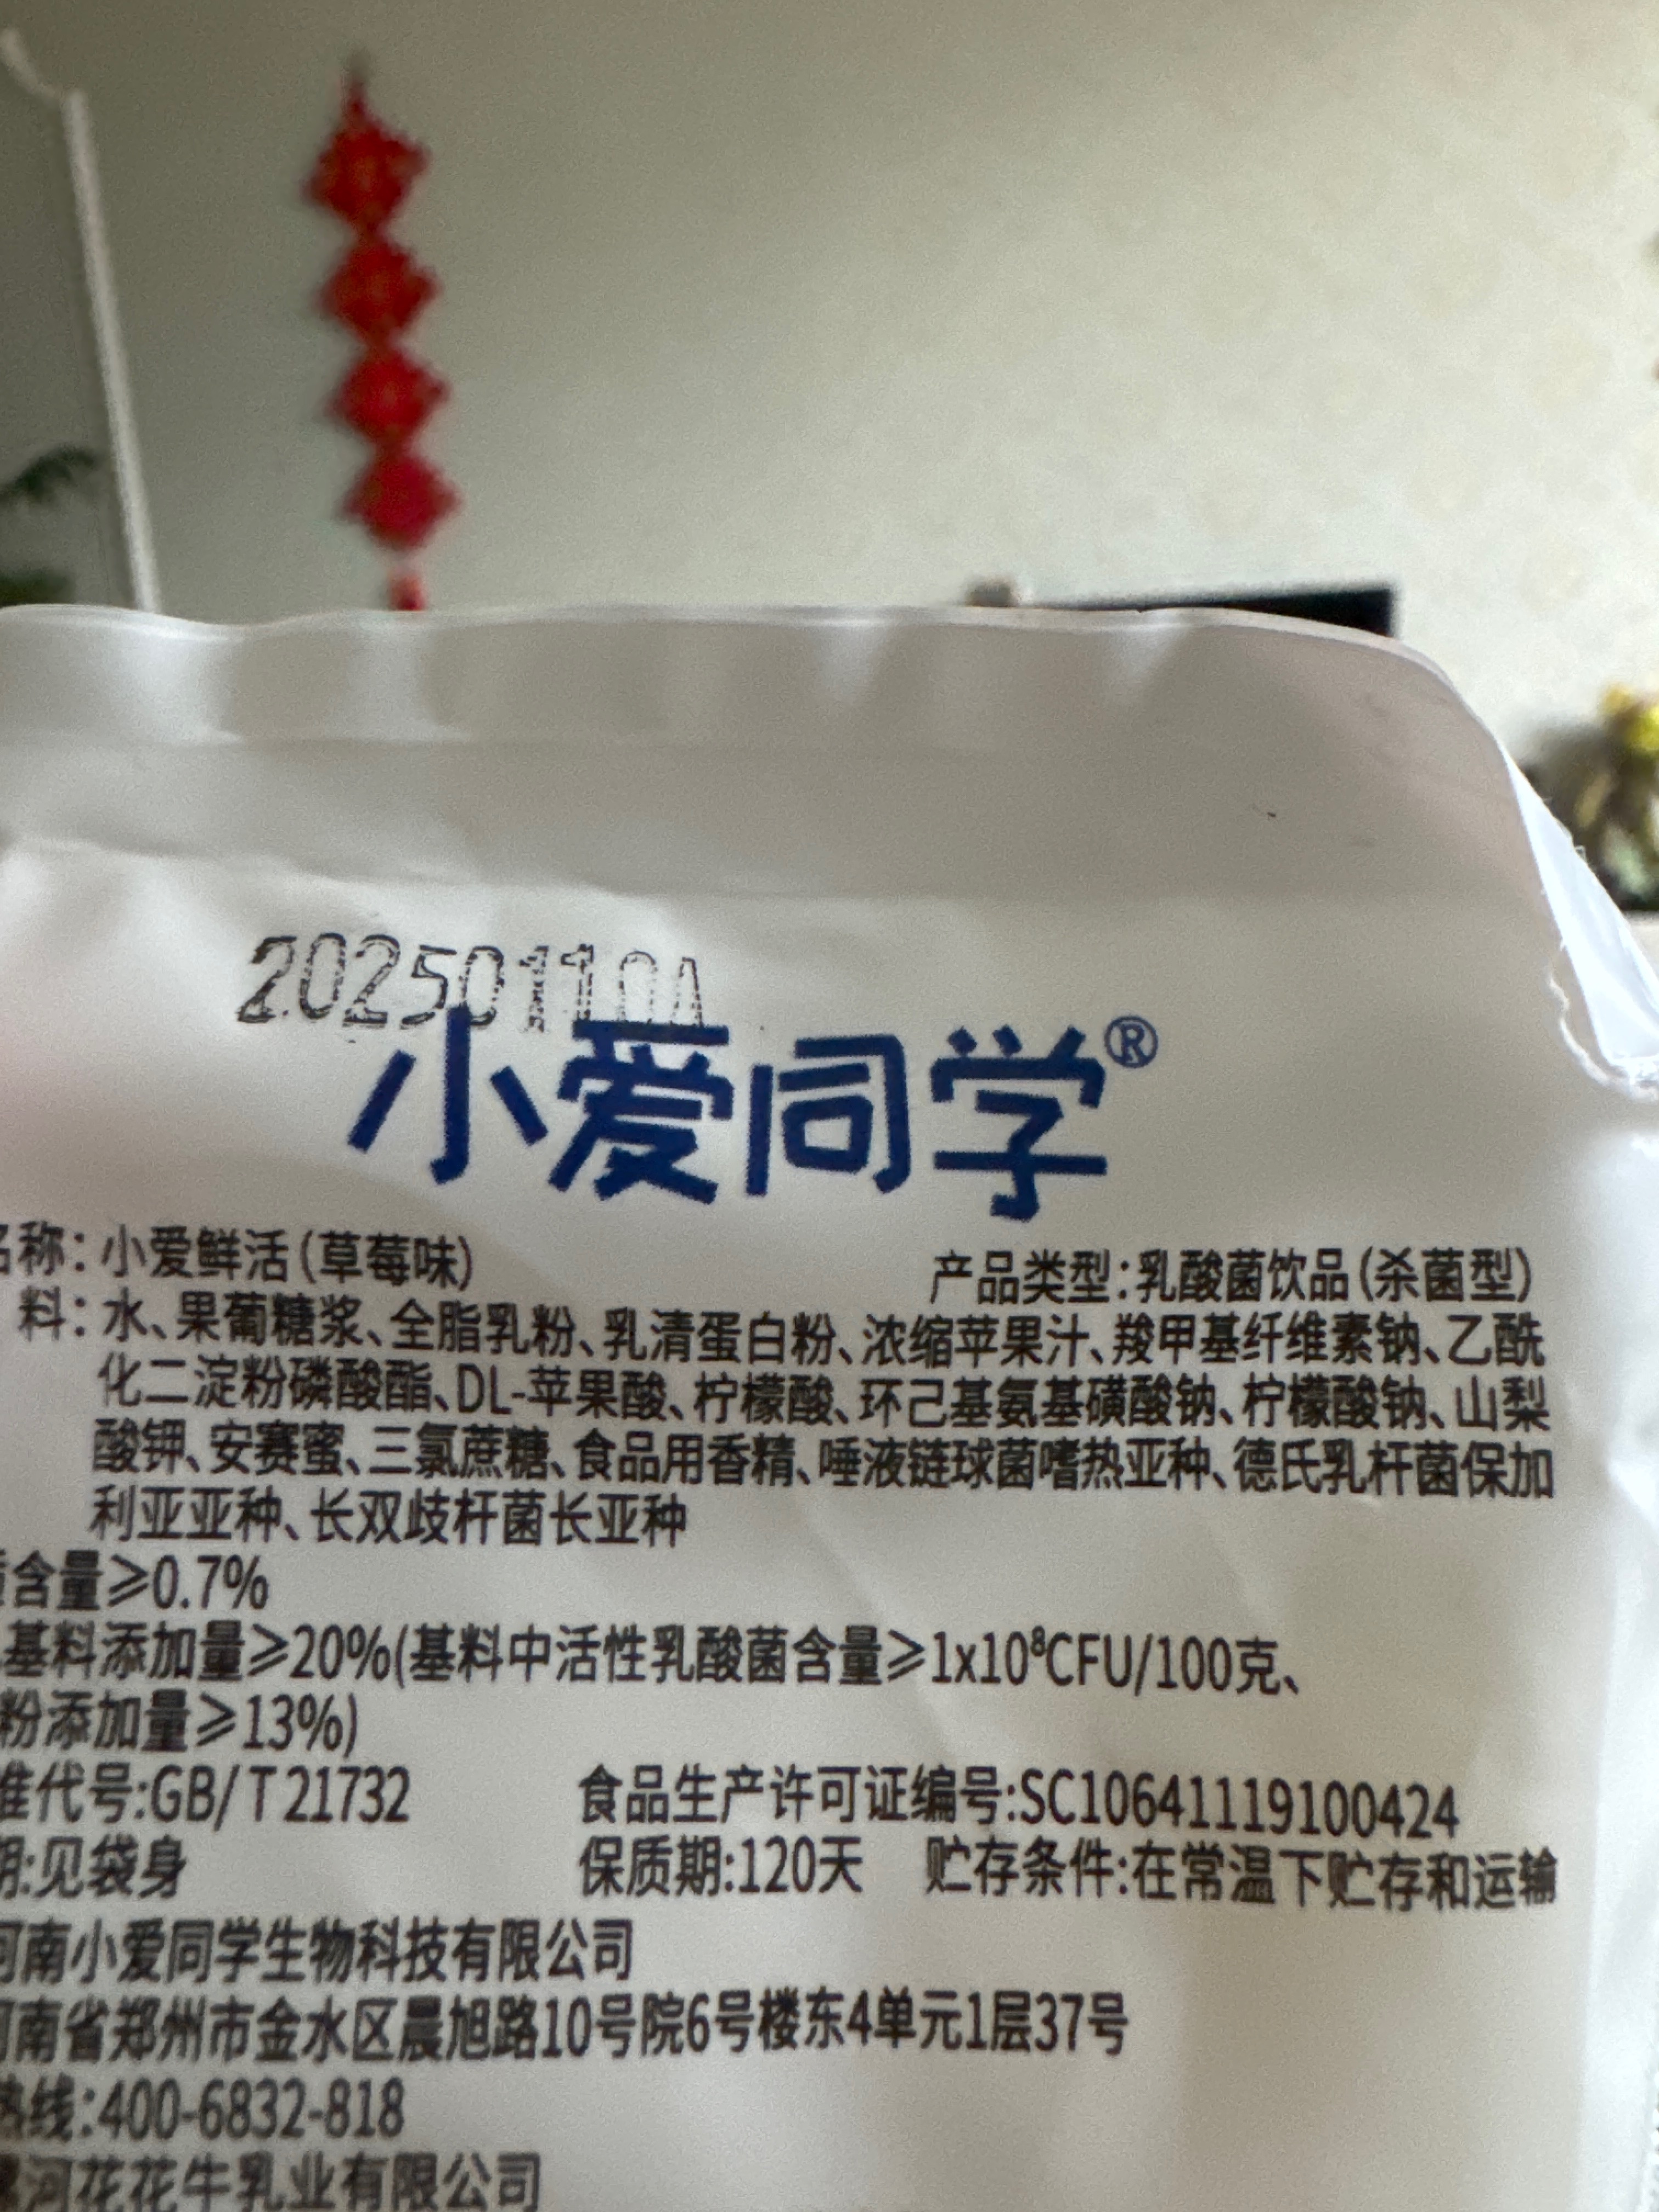 20250110A
小爱同学®
名称：小爱鲜活（草莓味）	产品类型：乳酸菌饮品（杀菌型）
料：水、果葡糖浆、全脂乳粉、乳清蛋白粉、浓缩苹果汁、羧甲基纤维素钠、乙酰
化二淀粉磷酸酯、DL-苹果酸、柠檬酸、环己基氨基磺酸钠、柠檬酸钠、山梨
酸钾、安赛蜜、三氯蔗糖、食品用香精、唾液链球菌嗜热亚种、德氏乳杆菌保加
利亚亚种、长双歧杆菌长亚种
含量≥0.7%
基料添加量≥20%(基料中活性乳酸菌含量≥1x10⁸CFU/100克、
粉添加量≥13%)
准代号:GB/T 21732	食品生产许可证编号:SC10641119100424
期:见袋身	保质期:120天	贮存条件:在常温下贮存和运输
河南小爱同学生物科技有限公司
河南省郑州市金水区晨旭路10号院6号楼东4单元1层37号
热线:400-6832-818
河花花牛乳业有限公司